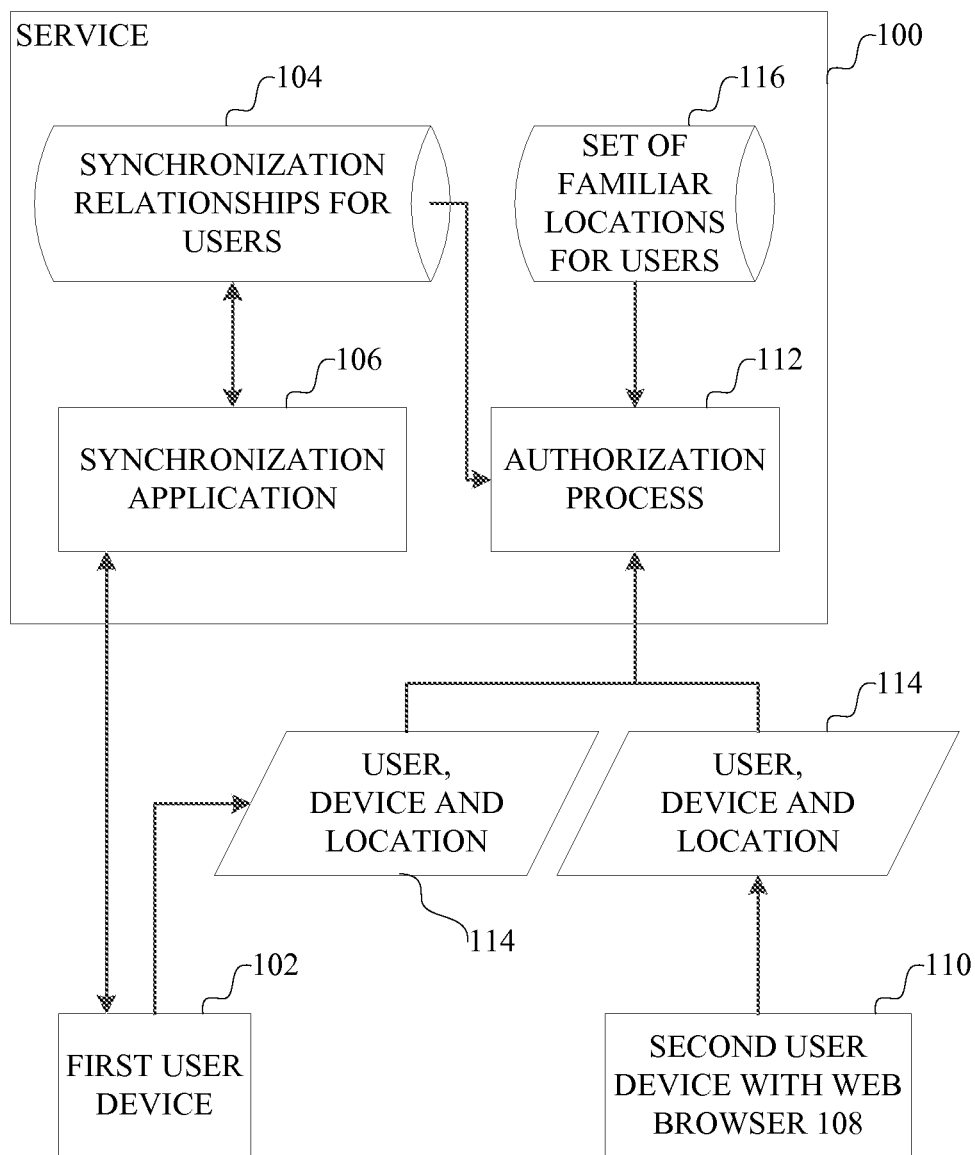 SERVICE
100
104
116
SYNCHRONIZATION
RELATIONSHIPS FOR
USERS
SET OF
FAMILIAR
LOCATIONS
FOR USERS
106
112
SYNCHRONIZATION
APPLICATION
AUTHORIZATION
PROCESS
114
USER,
DEVICE AND
LOCATION
USER,
DEVICE AND
LOCATION
114
102
110
FIRST USER
DEVICE
SECOND USER
DEVICE WITH WEB
BROWSER 108